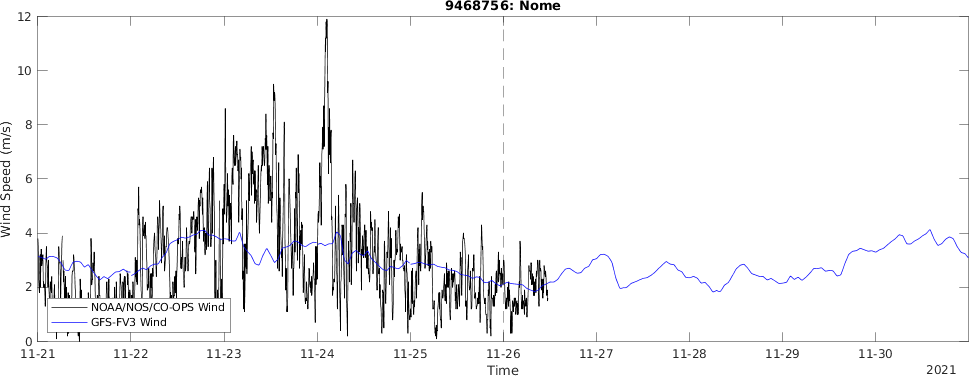 9468756: Nome
Wind Speed (m/s)
12
10
8
6
4
2
0
NOAA/NOS/CO-OPS Wind
GFS-FV3 Wind
11-21 11-22 11-23 11-24 11-25 11-26 11-27 11-28 11-29 11-30
Time
2021